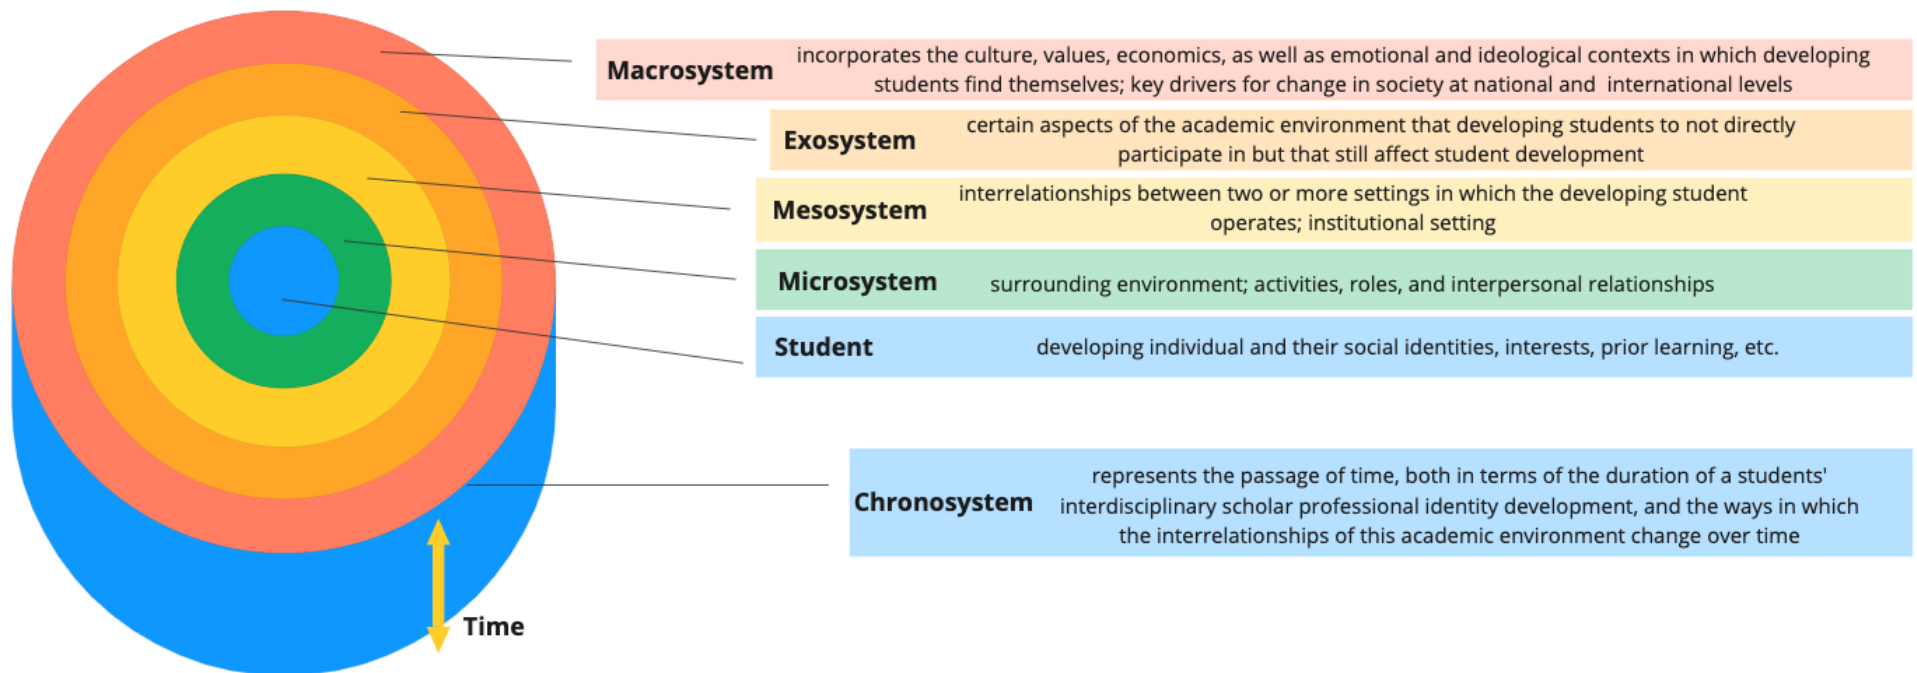 Macrosystem
incorporates the culture, values, economics, as well as emotional and ideological contexts in which developing
students find themselves; key drivers for change in society at national and international levels
Exosystem
certain aspects of the academic environment that developing students to not directly
participate in but that still affect student development
Mesosystem
interrelationships between two or more settings in which the developing student
operates; institutional setting
Microsystem
surrounding environment; activities, roles, and interpersonal relationships
Student
developing individual and their social identities, interests, prior learning, etc.
Chronosystem
represents the passage of time, both in terms of the duration of a students'
interdisciplinary scholar professional identity development, and the ways in which
the interrelationships of this academic environment change over time
Time